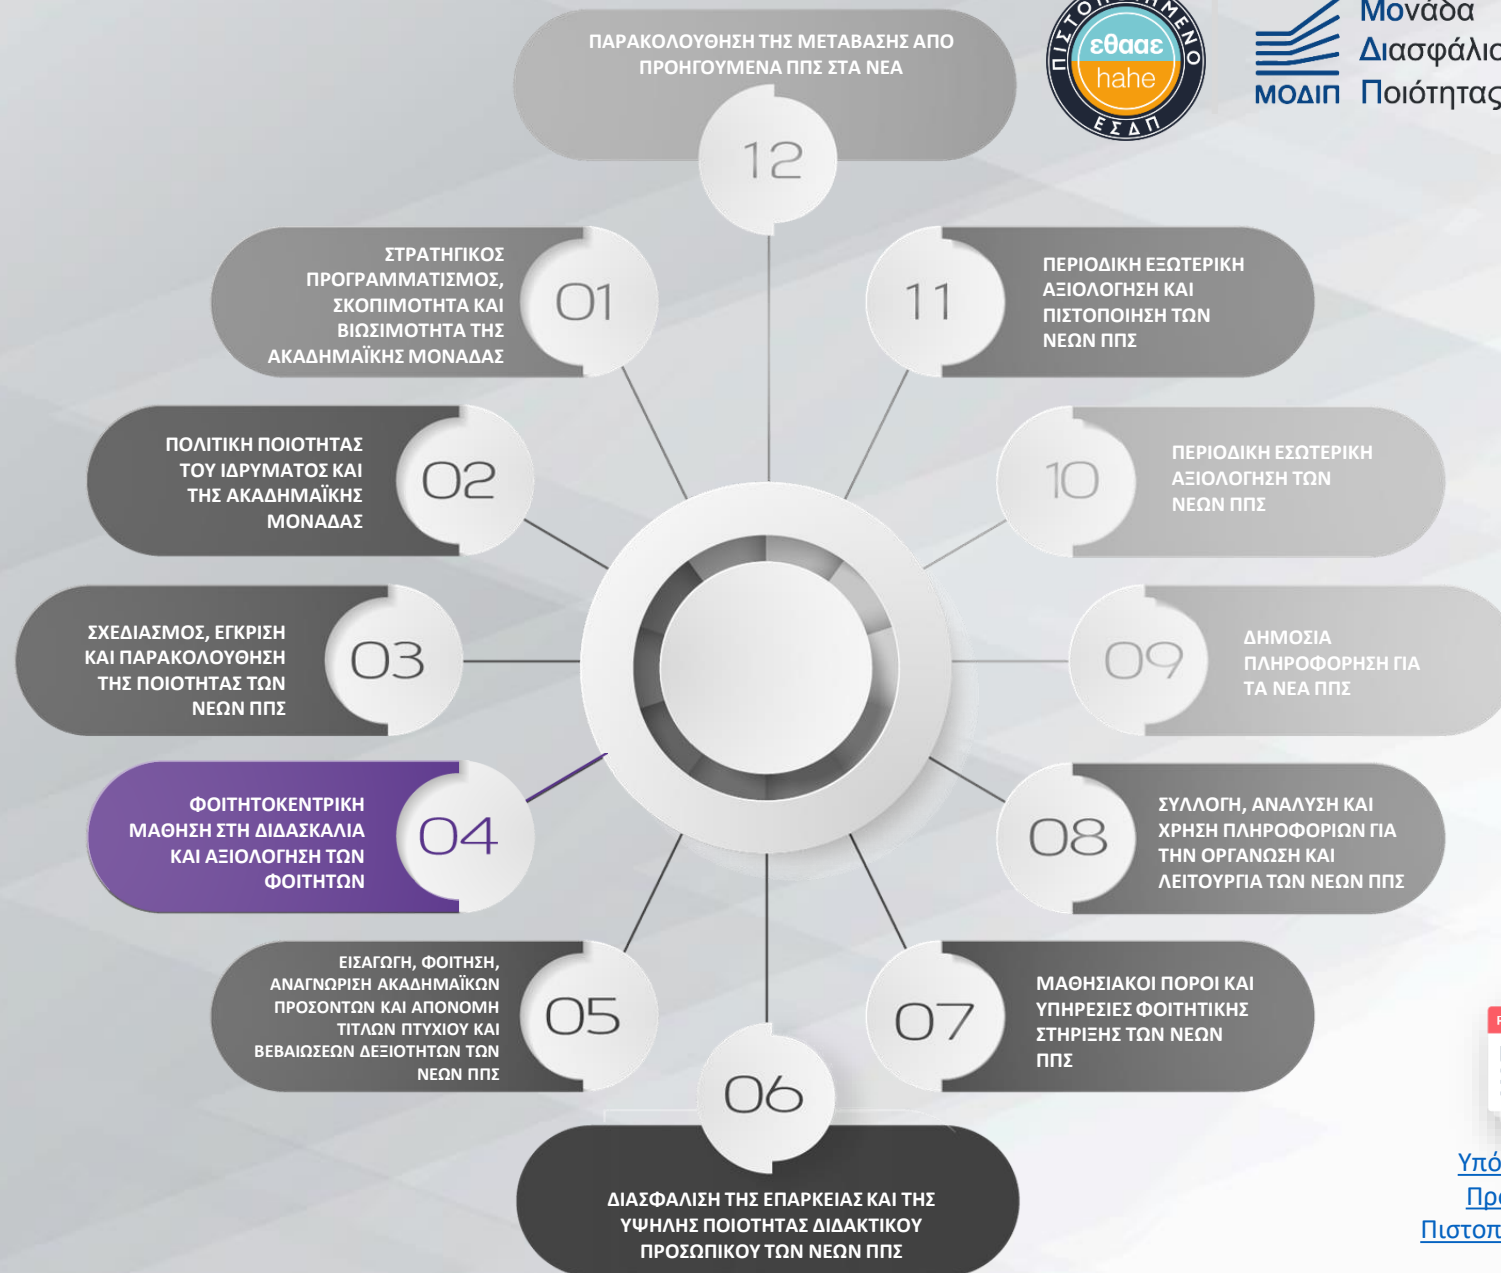 ΠΑΡΑΚΟΛΟΥΘΗΣΗ ΤΗΣ ΜΕΤΑΒΑΣΗΣ ΑΠΟ
ΠΡΟΗΓΟΥΜΕΝΑ ΠΠΣ ΣΤΑ ΝΕΑ
12
εθααε
hahe
ΕΣΔΠ
Μονάδα
ΜΟΔΙΠ Ποιότητας
ΣΤΡΑΤΗΓΙΚΟΣ
ΠΡΟΓΡΑΜΜΑΤΙΣΜΟΣ,
ΣΚΟΠΙΜΟΤΗΤΑ ΚΑΙ
ΒΙΩΣΙΜΟΤΗΤΑ ΤΗΣ
ΑΚΑΔΗΜΑΪΚΗΣ ΜΟΝΑΔΑΣ
01
11
ΠΕΡΙΟΔΙΚΗ ΕΞΩΤΕΡΙΚΗ
ΑΞΙΟΛΟΓΗΣΗ ΚΑΙ
ΠΙΣΤΟΠΟΙΗΣΗ ΤΩΝ
ΝΕΩΝ ΠΠΣ
ΠΟΛΙΤΙΚΗ ΠΟΙΟΤΗΤΑΣ
ΤΟΥ ΙΔΡΥΜΑΤΟΣ ΚΑΙ
ΤΗΣ ΑΚΑΔΗΜΑΪΚΗΣ
ΜΟΝΑΔΑΣ
02
10
ΠΕΡΙΟΔΙΚΗ ΕΣΩΤΕΡΙΚΗ
ΑΞΙΟΛΟΓΗΣΗ ΤΩΝ
ΝΕΩΝ ΠΠΣ
ΣΧΕΔΙΑΣΜΟΣ, ΕΓΚΡΙΣΗ
ΚΑΙ ΠΑΡΑΚΟΛΟΥΘΗΣΗ
ΤΗΣ ΠΟΙΟΤΗΤΑΣ ΤΩΝ
ΝΕΩΝ ΠΠΣ
03
09
ΔΗΜΟΣΙΑ
ΠΛΗΡΟΦΟΡΗΣΗ ΓΙΑ
ΤΑ ΝΕΑ ΠΠΣ
ΦΟΙΤΗΤΟΚΕΝΤΡΙΚΗ
ΜΑΘΗΣΗ ΣΤΗ ΔΙΔΑΣΚΑΛΙΑ
ΚΑΙ ΑΞΙΟΛΟΓΗΣΗ ΤΩΝ
ΦΟΙΤΗΤΩΝ
04
08
ΣΥΛΛΟΓΗ, ΑΝΑΛΥΣΗ ΚΑΙ
ΧΡΗΣΗ ΠΛΗΡΟΦΟΡΙΩΝ ΓΙΑ
ΤΗΝ ΟΡΓΑΝΩΣΗ ΚΑΙ
ΛΕΙΤΟΥΡΓΙΑ ΤΩΝ ΝΕΩΝ ΠΠΣ
ΕΙΣΑΓΩΓΗ, ΦΟΙΤΗΣΗ,
ΑΝΑΓΝΩΡΙΣΗ ΑΚΑΔΗΜΑΪΚΩΝ
ΠΡΟΣΟΝΤΩΝ ΚΑΙ ΑΠΟΝΟΜΗ
ΤΙΤΛΩΝ ΠΤΥΧΙΟΥ ΚΑΙ
ΒΕΒΑΙΩΣΕΩΝ ΔΕΞΙΟΤΗΤΩΝ ΤΩΝ
ΝΕΩΝ ΠΠΣ
05
07
ΜΑΘΗΣΙΑΚΟΙ ΠΟΡΟΙ ΚΑΙ
ΥΠΗΡΕΣΙΕΣ ΦΟΙΤΗΤΙΚΗΣ
ΣΤΗΡΙΞΗΣ ΤΩΝ ΝΕΩΝ
ΠΠΣ
06
ΔΙΑΣΦΑΛΙΣΗ ΤΗΣ ΕΠΑΡΚΕΙΑΣ ΚΑΙ ΤΗΣ
ΥΨΗΛΗΣ ΠΟΙΟΤΗΤΑΣ ΔΙΔΑΚΤΙΚΟΥ
ΠΡΟΣΩΠΙΚΟΥ ΤΩΝ ΝΕΩΝ ΠΠΣ